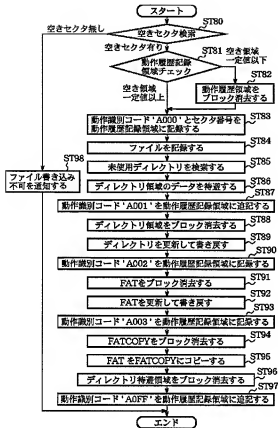 スタート
ST80
空きセクタ無し
空きセクタ検索
空きセクタ有り
ST81
動作履歴記録
領域チェック
空き領域
一定値以下
ST82
動作履歴領域を
ブロック消去する
空き領域
一定値以上
ST83
動作識別コード'A000'とセクタ番号を
動作履歴記録領域に記録する
ST84
ファイルを記録する
ST85
未使用ディレクトリを検索する
ST86
ディレクトリ領域のデータを待避する
ST87
動作識別コード'A001'を動作履歴記録領域に追記する
ST98
ファイル書き込み
不可を通知する
ST88
ディレクトリ領域をブロック消去する
ST89
ディレクトリを更新して書き戻す
ST90
動作識別コード'A002'を動作履歴記録領域に記録する
ST91
FATをブロック消去する
ST92
FATを更新して書き戻す
ST93
動作識別コード'A003'を動作履歴領域に記録する
ST94
FATCOPYをブロック消去する
ST95
FATをFATCOPYにコピーする
ST96
ディレクトリ待避領域をブロック消去する
ST97
動作識別コード'A0FF'を動作履歴領域に追記する
エンド